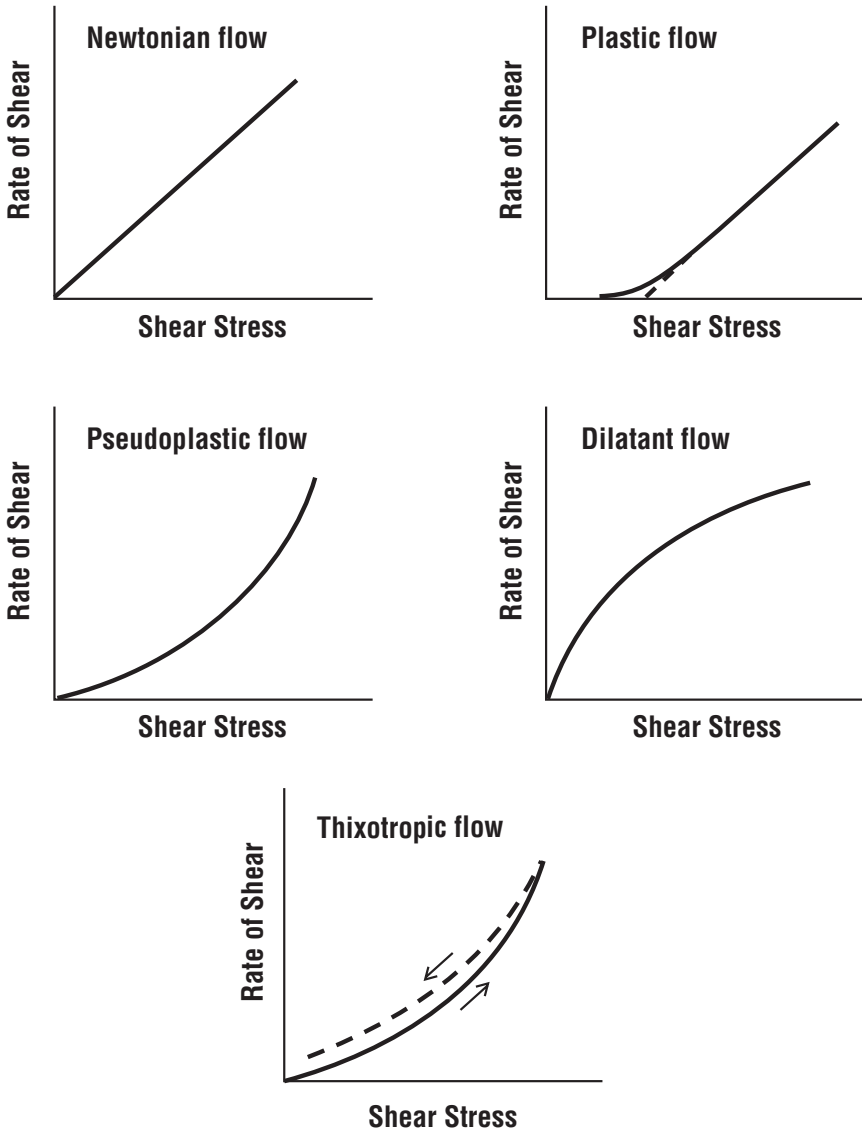 Newtonian flow
Rate of Shear
Shear Stress
Plastic flow
Rate of Shear
Shear Stress
Pseudoplastic flow
Rate of Shear
Shear Stress
Dilatant flow
Rate of Shear
Shear Stress
Thixotropic flow
Rate of Shear
Shear Stress